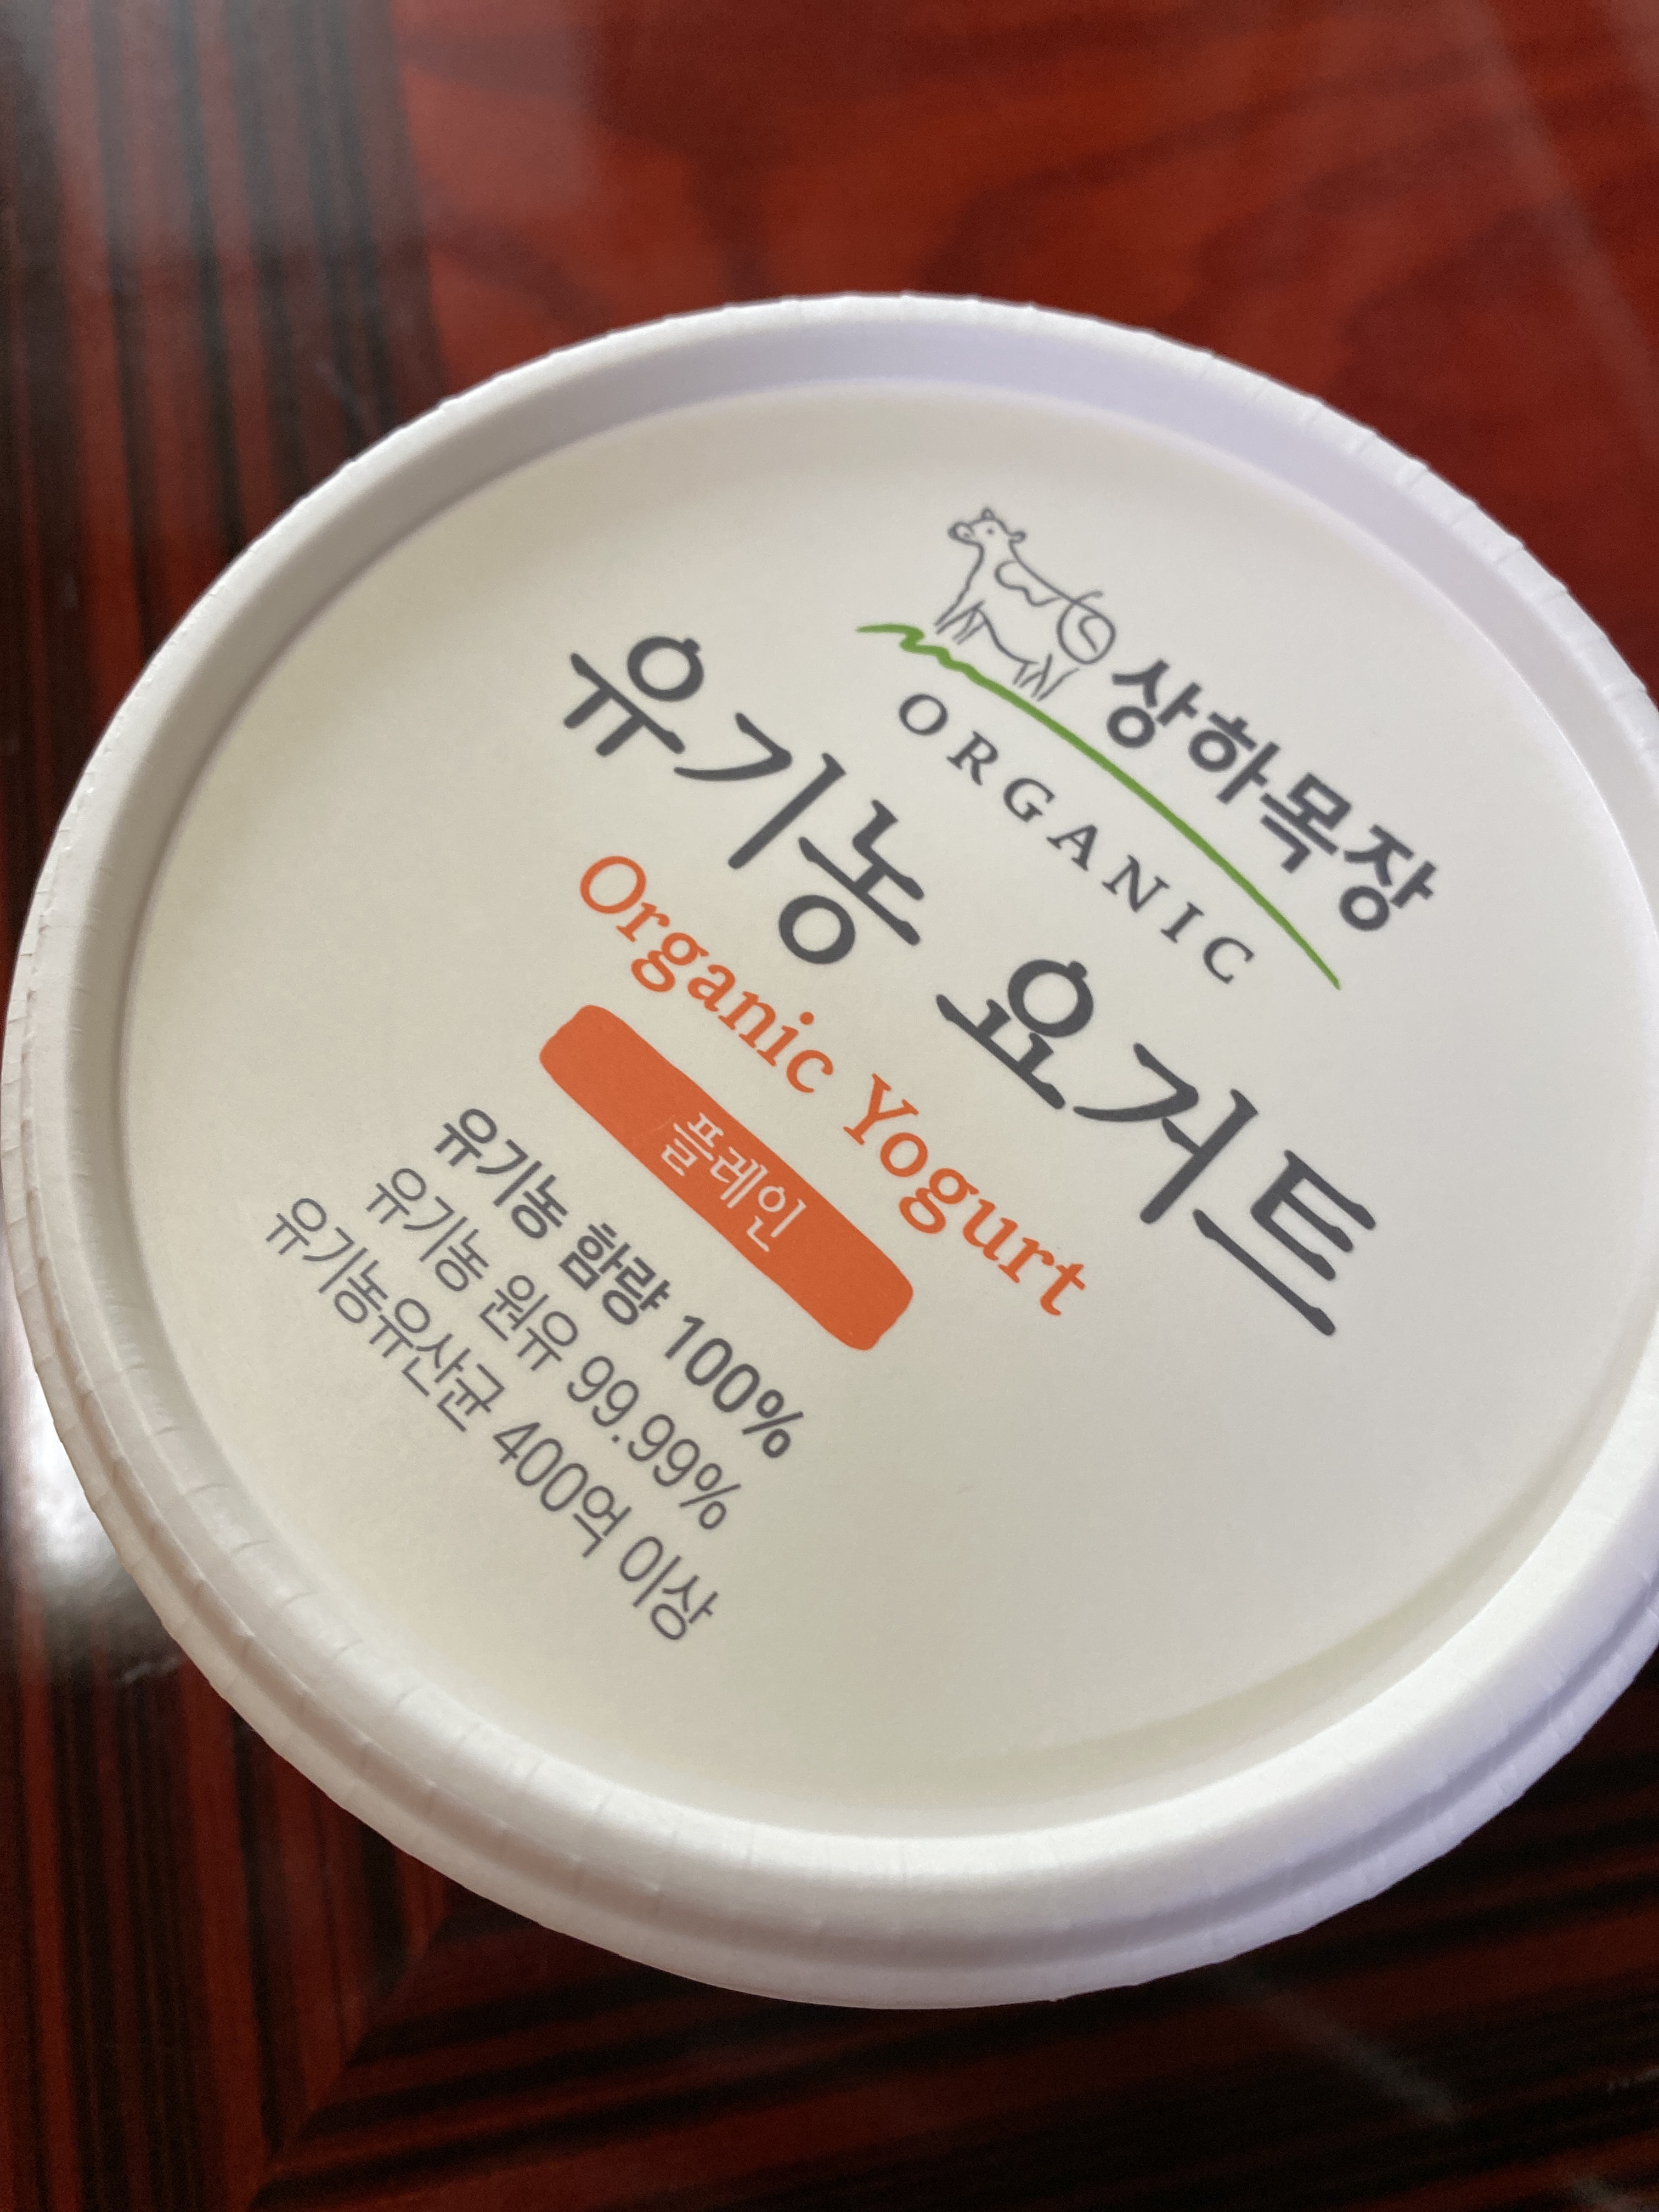 상하목장
ORGANIC
유기농 요거트
Organic Yogurt
플레인
유기농 함량 100%
유기농 원유 99.99%
유기농유산균 400억 이상